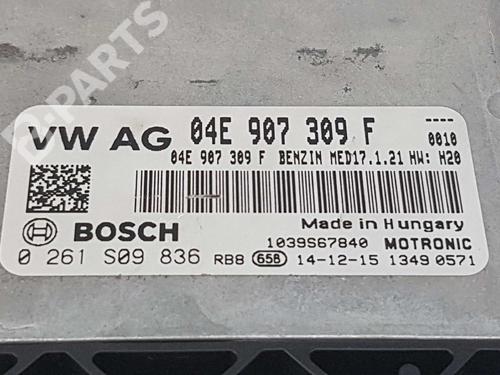 B-PARTS
VW AG 04E 907 309 F
----
0010
04E 907 309 F BENZIN MED17.1.21 HW: H20
Made in Hungary
BOSCH 1039S67840 MOTRONIC
0 261 S09 836 RB8 658 14-12-15 1349 0571